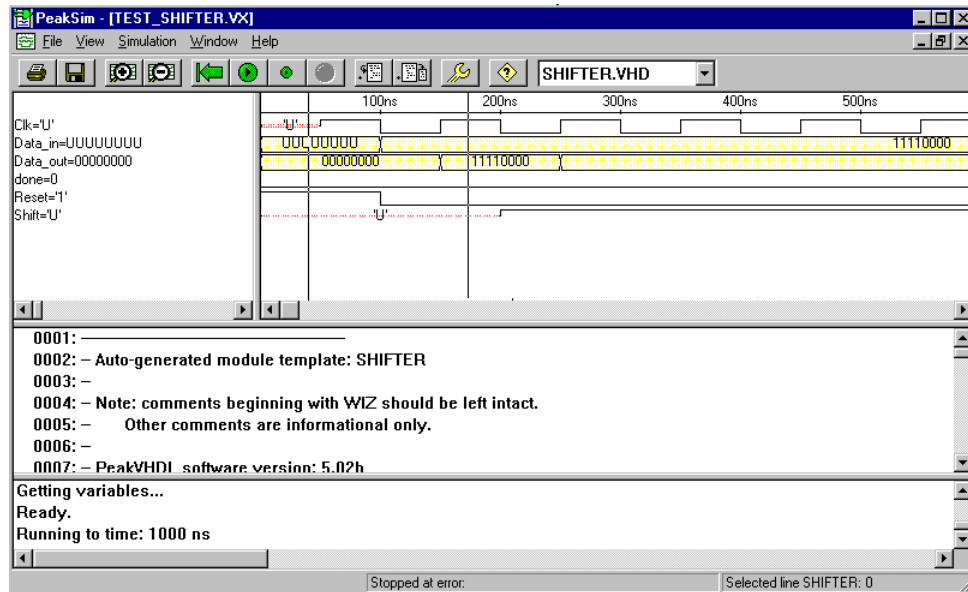 PeakSim - [TEST_SHIFTER.VX]
File View Simulation Window Help
SHIFTER.VHD
100ns 200ns 300ns 400ns 500ns
Clk='U' 'U'
Data_in=UUUUUUUU UUUUUUUU 11110000
Data_out=00000000 00000000 11110000
done=0
Reset='1'
Shift='U' 'U'
0001: ————————————
0002: – Auto-generated module template: SHIFTER
0003: –
0004: – Note: comments beginning with WIZ should be left intact.
0005: – Other comments are informational only.
0006: –
0007: – PeakVHDL software version: 5.02h
Getting variables...
Ready.
Running to time: 1000 ns
Stopped at error: Selected line SHIFTER: 0